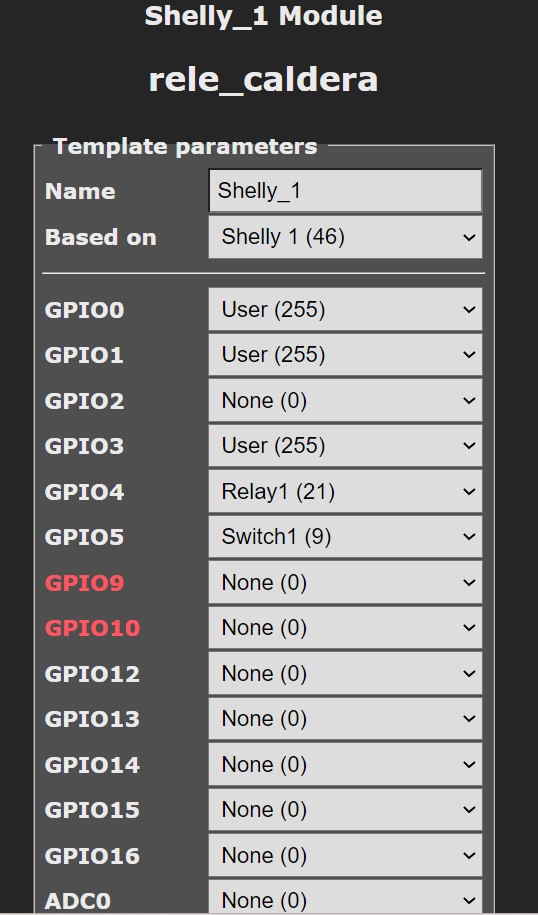 Shelly_1 Module
rele_caldera
Template parameters
Name Shelly_1
Based on Shelly 1 (46)
GPIO0 User (255)
GPIO1 User (255)
GPIO2 None (0)
GPIO3 User (255)
GPIO4 Relay1 (21)
GPIO5 Switch1 (9)
GPIO9 None (0)
GPIO10 None (0)
GPIO12 None (0)
GPIO13 None (0)
GPIO14 None (0)
GPIO15 None (0)
GPIO16 None (0)
ADC0 None (0)